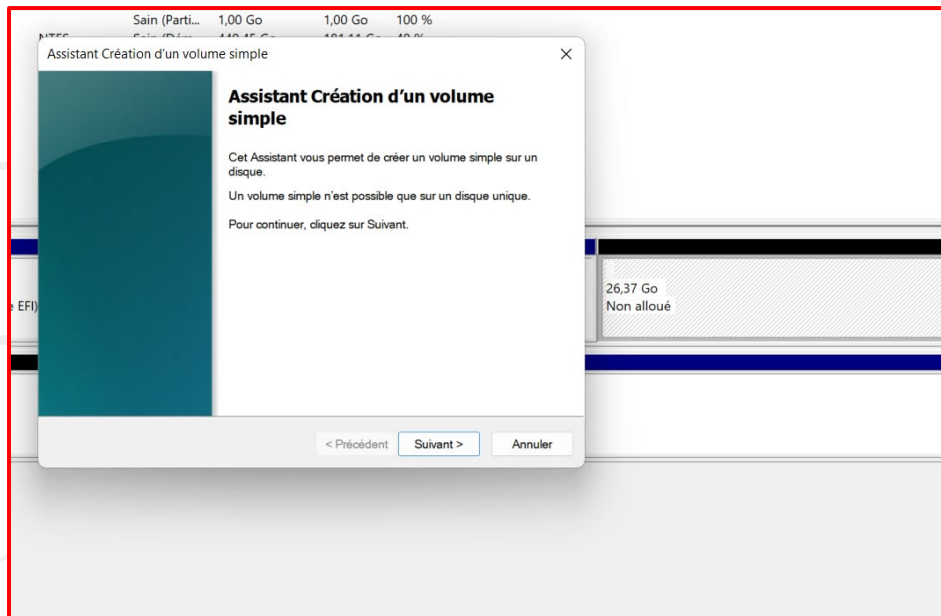 Sain (Parti... 1,00 Go 1,00 Go 100 %
Assistant Création d'un volume simple
Assistant Création d'un volume
simple
Cet Assistant vous permet de créer un volume simple sur un
disque.
Un volume simple n'est possible que sur un disque unique.
Pour continuer, cliquez sur Suivant.
26,37 Go
e EFI)
Non alloué
< Précédent Suivant > Annuler